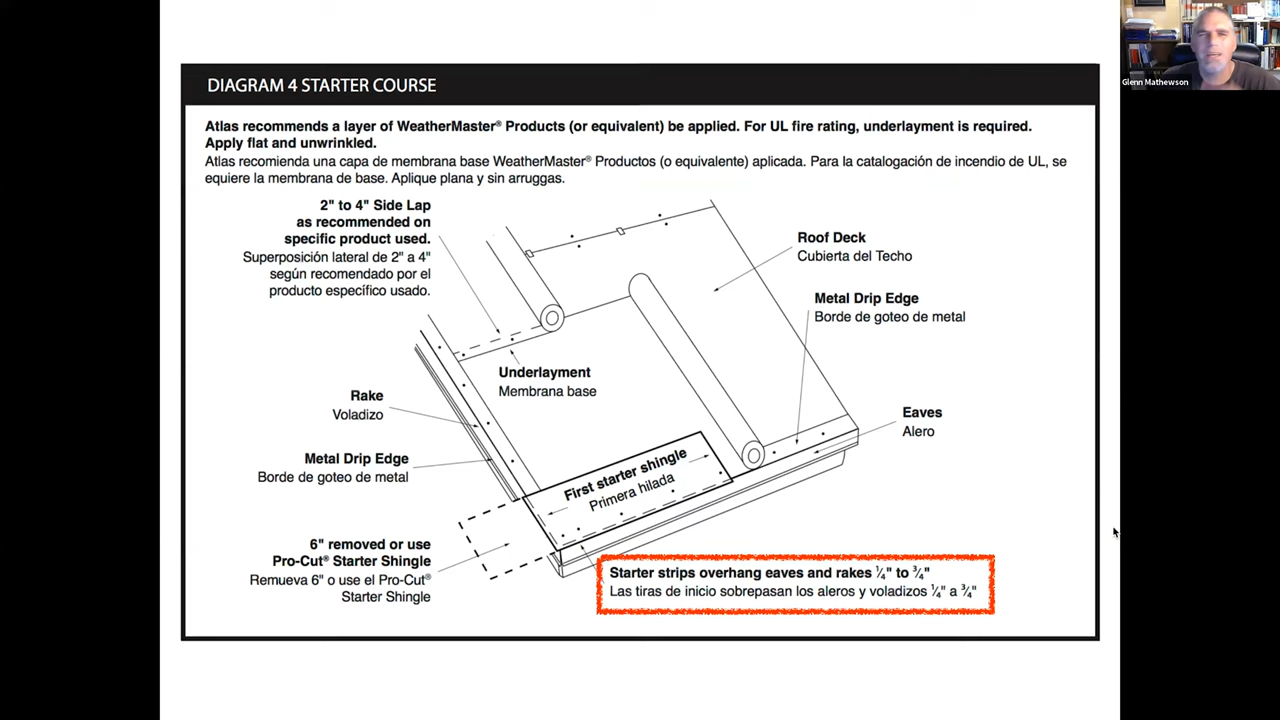 Glenn Mathewson
DIAGRAM 4 STARTER COURSE
Atlas recommends a layer of WeatherMaster® Products (or equivalent) be applied. For UL fire rating, underlayment is required.
Apply flat and unwrinkled.
Atlas recomienda una capa de membrana base WeatherMaster® Productos (o equivalente) aplicada. Para la catalogación de incendio de UL, se
equiere la membrana de base. Aplique plana y sin arruggas.
2" to 4" Side Lap
as recommended on
specific product used.
Superposición lateral de 2" a 4"
según recomendado por el
producto específico usado.
Roof Deck
Cubierta del Techo
Metal Drip Edge
Borde de goteo de metal
Underlayment
Membrana base
Rake
Voladizo
Eaves
Alero
Metal Drip Edge
Borde de goteo de metal
First starter shingle
Primera hilada
6" removed or use
Pro-Cut® Starter Shingle
Remueva 6" o use el Pro-Cut®
Starter Shingle
Starter strips overhang eaves and rakes ¼" to ¾"
Las tiras de inicio sobrepasan los aleros y voladizos ¼" a ¾"